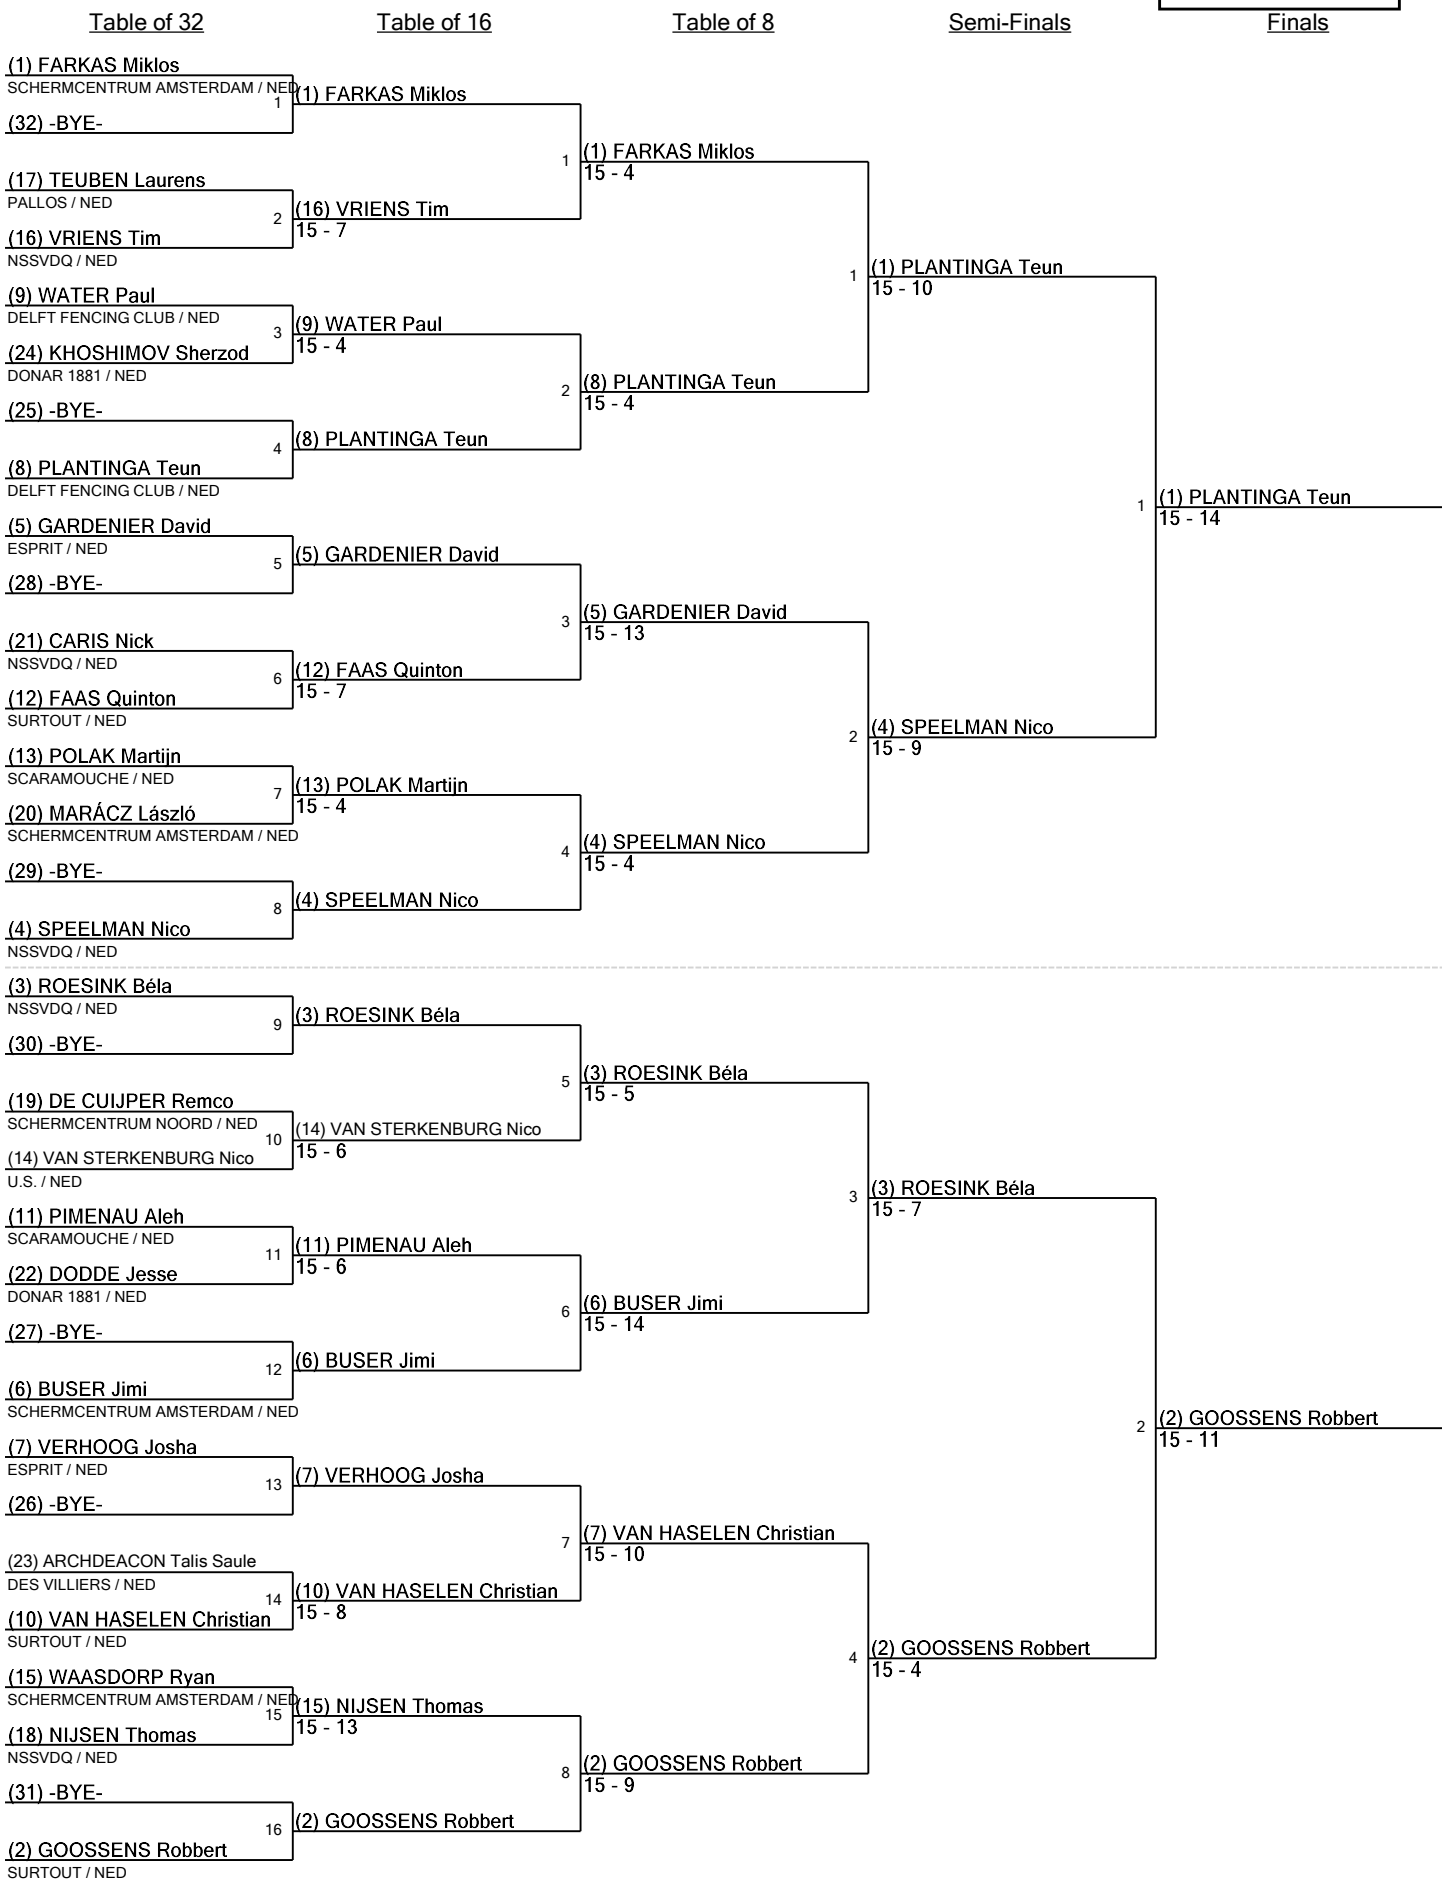 Table of 32
Table of 16
Table of 8
Semi-Finals
Finals
(1) FARKAS Miklos
SCHERMCENTRUM AMSTERDAM / NED
1
(32) -BYE-
(17) TEUBEN Laurens
PALLOS / NED
2
(16) VRIENS Tim
NSSVDQ / NED
(9) WATER Paul
DELFT FENCING CLUB / NED
3
(24) KHOSHIMOV Sherzod
DONAR 1881 / NED
(25) -BYE-
4
(8) PLANTINGA Teun
DELFT FENCING CLUB / NED
(5) GARDENIER David
ESPRIT / NED
5
(28) -BYE-
(21) CARIS Nick
NSSVDQ / NED
6
(12) FAAS Quinton
SURTOUT / NED
(13) POLAK Martijn
SCARAMOUCHE / NED
7
(20) MARÁCZ László
SCHERMCENTRUM AMSTERDAM / NED
(29) -BYE-
8
(4) SPEELMAN Nico
NSSVDQ / NED
(3) ROESINK Béla
NSSVDQ / NED
9
(30) -BYE-
(19) DE CUIJPER Remco
SCHERMCENTRUM NOORD / NED
10
(14) VAN STERKENBURG Nico
U.S. / NED
(11) PIMENAU Aleh
SCARAMOUCHE / NED
11
(22) DODDE Jesse
DONAR 1881 / NED
(27) -BYE-
12
(6) BUSER Jimi
SCHERMCENTRUM AMSTERDAM / NED
(7) VERHOOG Josha
ESPRIT / NED
13
(26) -BYE-
(23) ARCHDEACON Talis Saule
DES VILLIERS / NED
14
(10) VAN HASELEN Christian
SURTOUT / NED
(15) WAASDORP Ryan
SCHERMCENTRUM AMSTERDAM / NED
15
(18) NIJSEN Thomas
NSSVDQ / NED
(31) -BYE-
16
(2) GOOSSENS Robbert
SURTOUT / NED
(1) FARKAS Miklos
1
(16) VRIENS Tim
15 - 7
(9) WATER Paul
15 - 4
2
(8) PLANTINGA Teun
(5) GARDENIER David
3
(12) FAAS Quinton
15 - 7
(13) POLAK Martijn
15 - 4
4
(4) SPEELMAN Nico
(3) ROESINK Béla
5
(14) VAN STERKENBURG Nico
15 - 6
(11) PIMENAU Aleh
15 - 6
6
(6) BUSER Jimi
(7) VERHOOG Josha
7
(10) VAN HASELEN Christian
15 - 8
(15) NIJSEN Thomas
15 - 13
8
(2) GOOSSENS Robbert
(1) FARKAS Miklos
15 - 4
1
(8) PLANTINGA Teun
15 - 4
(5) GARDENIER David
15 - 13
2
(4) SPEELMAN Nico
15 - 4
(3) ROESINK Béla
15 - 5
3
(6) BUSER Jimi
15 - 14
(7) VAN HASELEN Christian
15 - 10
4
(2) GOOSSENS Robbert
15 - 9
(1) PLANTINGA Teun
15 - 10
1
(4) SPEELMAN Nico
15 - 9
(3) ROESINK Béla
15 - 7
2
(2) GOOSSENS Robbert
15 - 4
(1) PLANTINGA Teun
15 - 14
(2) GOOSSENS Robbert
15 - 11